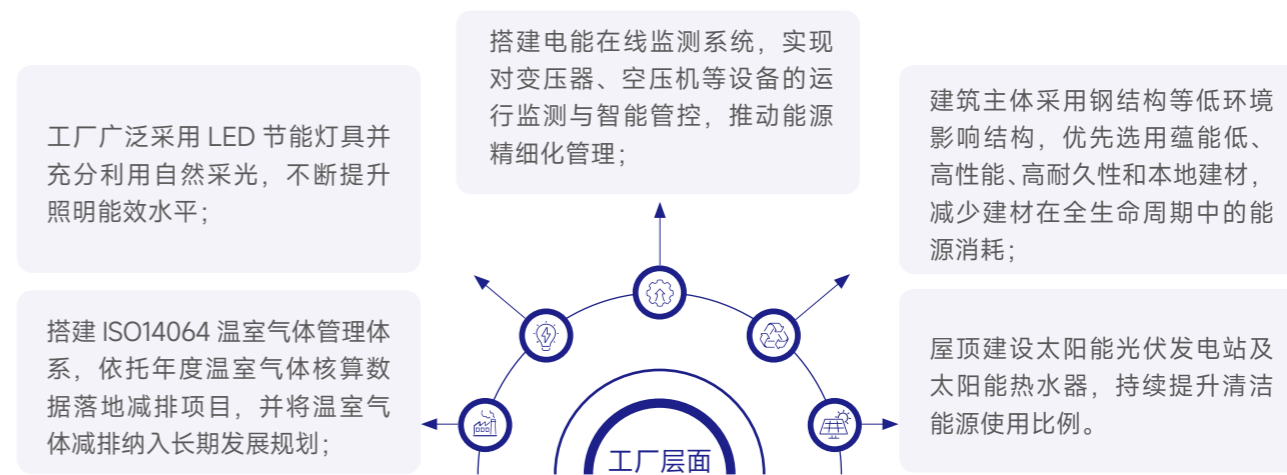 搭建电能在线监测系统，实现
对变压器、空压机等设备的运
行监测与智能管控，推动能源
精细化管理；
工厂广泛采用 LED 节能灯具并
充分利用自然采光，不断提升
照明能效水平；
建筑主体采用钢结构等低环境
影响结构，优先选用蕴能低、
高性能、高耐久性和本地建材，
减少建材在全生命周期中的能
源消耗；
搭建 ISO14064 温室气体管理体
系，依托年度温室气体核算数
据落地减排项目，并将温室气
体减排纳入长期发展规划；
屋顶建设太阳能光伏发电站及
太阳能热水器，持续提升清洁
能源使用比例。
工厂层面